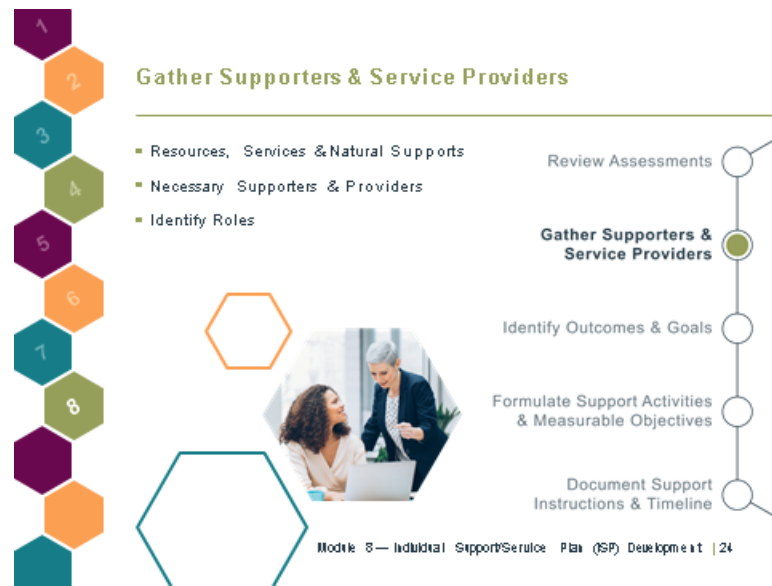 1
2
3
4
5
6
7
8
Gather Supporters & Service Providers
Resources, Services & Natural Supports
Necessary Supporters & Providers
Identify Roles
Review Assessments
Gather Supporters &
Service Providers
Identify Outcomes & Goals
Formulate Support Activities
& Measurable Objectives
Document Support
Instructions & Timeline
Module 8— Individual Support/Service Plan (ISP) Development | 24